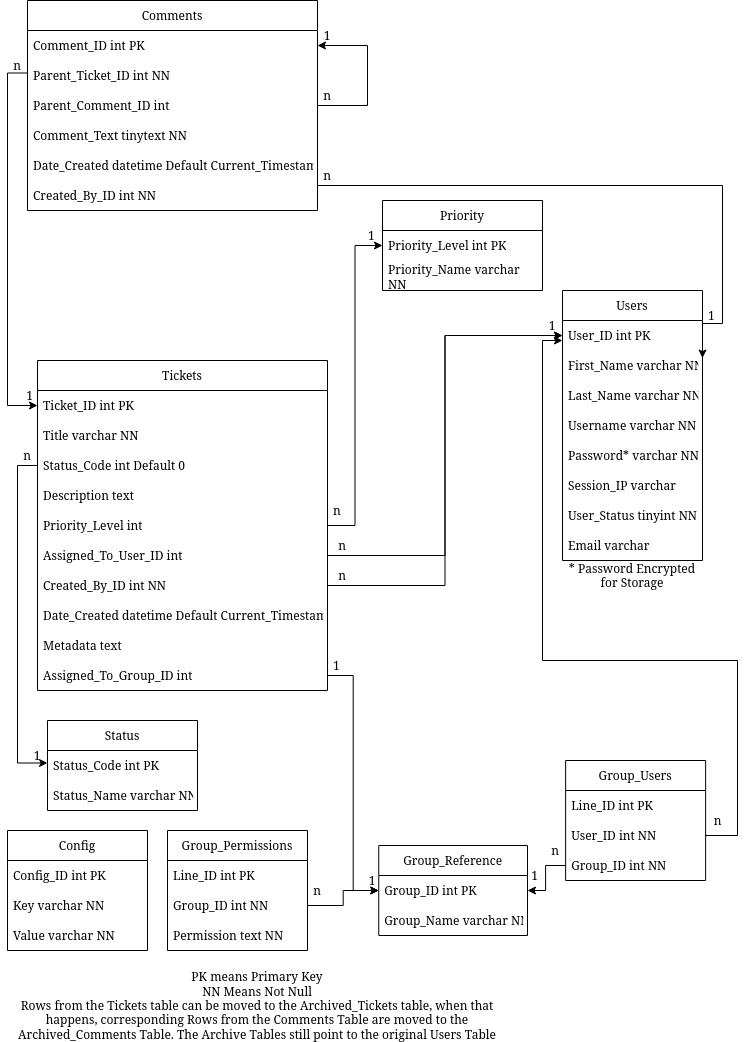 Comments
Comment_ID int PK
Parent_Ticket_ID int NN
Parent_Comment_ID int
Comment_Text tinytext NN
Date_Created datetime Default Current_Timestam
Created_By_ID int NN
1
n
n
n
Priority
Priority_Level int PK
Priority_Name varchar
NN
1
Users
User_ID int PK
First_Name varchar NN
Last_Name varchar NN
Username varchar NN
Password* varchar NN
Session_IP varchar
User_Status tinyint NN
Email varchar
* Password Encrypted
for Storage
1
1
Tickets
Ticket_ID int PK
Title varchar NN
Status_Code int Default 0
Description text
Priority_Level int
Assigned_To_User_ID int
Created_By_ID int NN
Date_Created datetime Default Current_Timestam
Metadata text
Assigned_To_Group_ID int
1
n
n
n
n
1
Status
Status_Code int PK
Status_Name varchar NN
1
Group_Users
Line_ID int PK
User_ID int NN
Group_ID int NN
n
n
Config
Config_ID int PK
Key varchar NN
Value varchar NN
Group_Permissions
Line_ID int PK
Group_ID int NN
Permission text NN
n
Group_Reference
Group_ID int PK
Group_Name varchar NN
1
1
PK means Primary Key
NN Means Not Null
Rows from the Tickets table can be moved to the Archived_Tickets table, when that
happens, corresponding Rows from the Comments Table are moved to the
Archived_Comments Table. The Archive Tables still point to the original Users Table